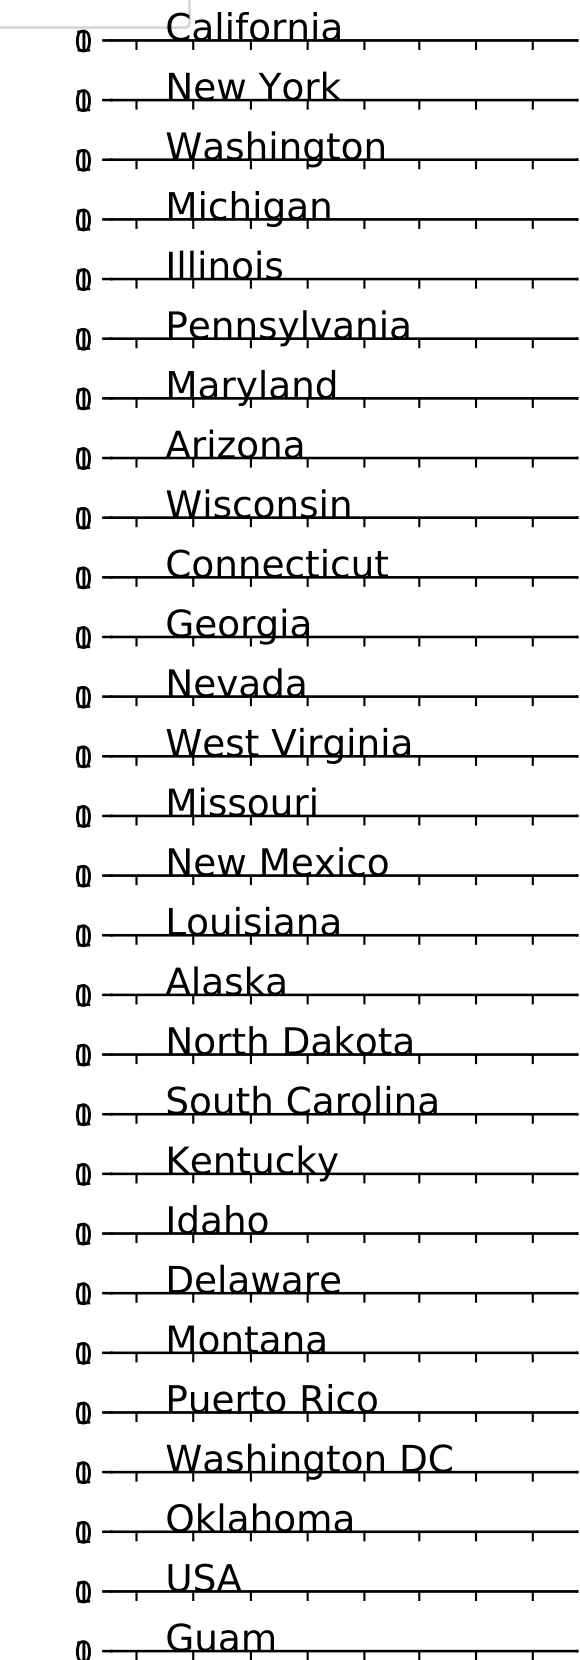 California
New York
Washington
Michigan
Illinois
Pennsylvania
Maryland
Arizona
Wisconsin
Connecticut
Georgia
Nevada
West Virginia
Missouri
New Mexico
Louisiana
Alaska
North Dakota
South Carolina
Kentucky
Idaho
Delaware
Montana
Puerto Rico
Washington DC
Oklahoma
USA
Guam